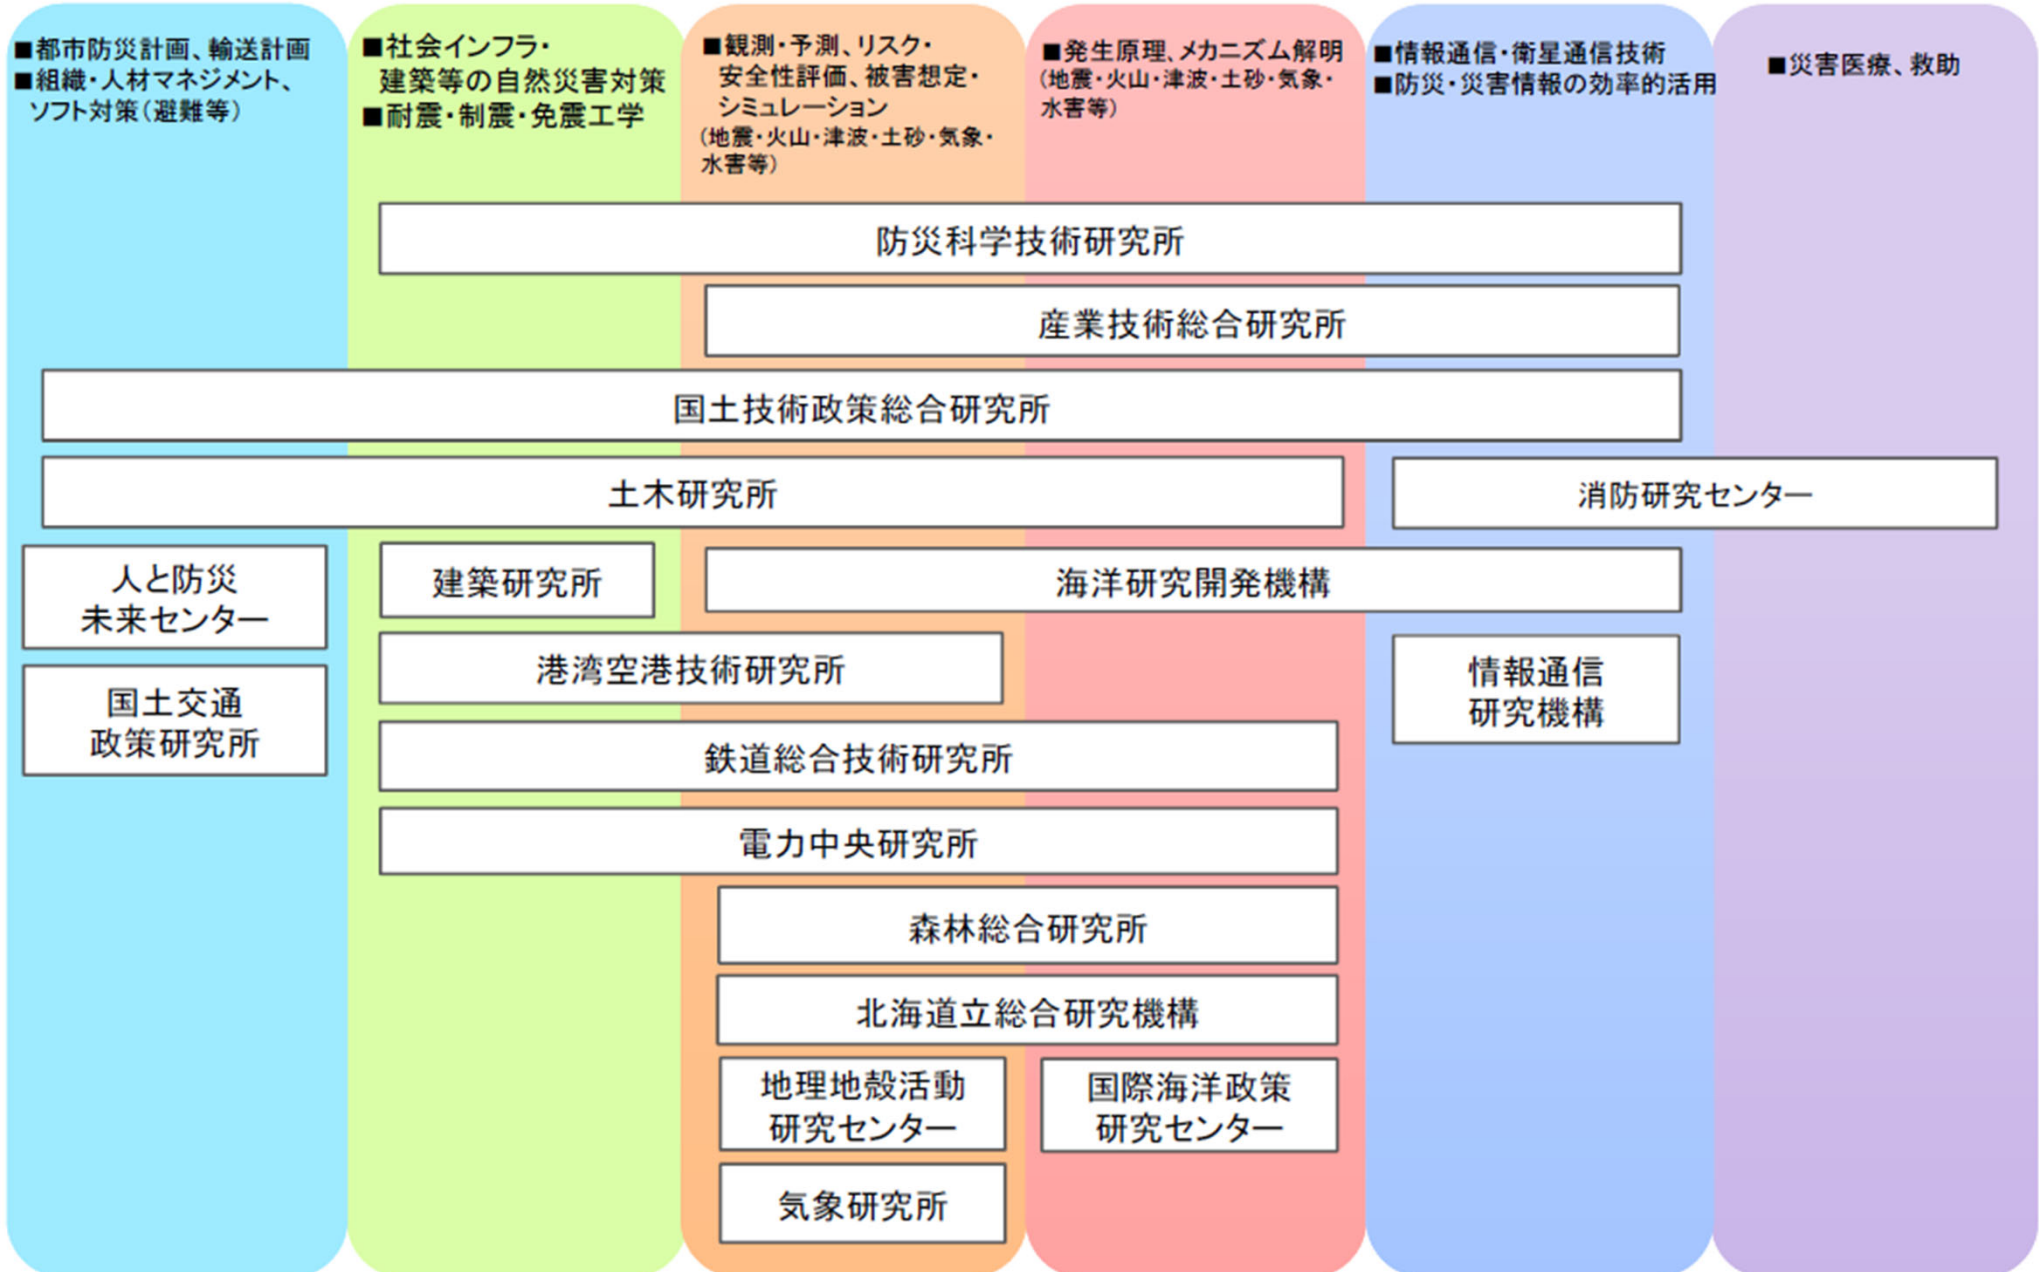 ■都市防災計画、輸送計画
■組織・人材マネジメント、
ソフト対策（避難等）
■社会インフラ・
建築等の自然災害対策
■耐震・制震・免震工学
■観測・予測、リスク・
安全性評価、被害想定・
シミュレーション
（地震・火山・津波・土砂・気象・
水害等）
■発生原理、メカニズム解明
（地震・火山・津波・土砂・気象・
水害等）
■情報通信・衛星通信技術
■防災・災害情報の効率的活用
■災害医療、救助
防災科学技術研究所
産業技術総合研究所
国土技術政策総合研究所
土木研究所
消防研究センター
人と防災
未来センター
建築研究所
海洋研究開発機構
港湾空港技術研究所
情報通信
研究機構
国土交通
政策研究所
鉄道総合技術研究所
電力中央研究所
森林総合研究所
北海道立総合研究機構
地理地殻活動
研究センター
国際海洋政策
研究センター
気象研究所